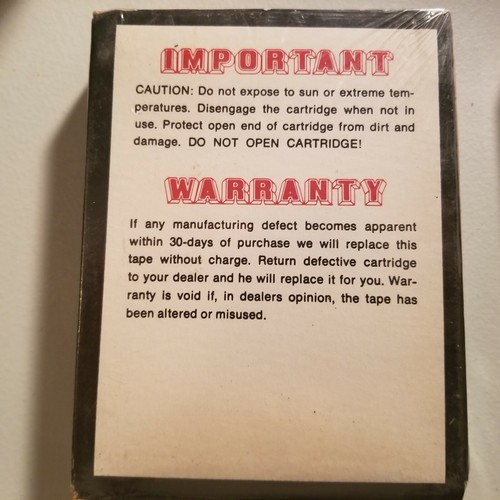 IMPORTANT
CAUTION: Do not expose to sun or extreme tem-
peratures. Disengage the cartridge when not in
use. Protect open end of cartridge from dirt and
damage. DO NOT OPEN CARTRIDGE!
WARRANTY
If any manufacturing defect becomes apparent
within 30-days of purchase we will replace this
tape without charge. Return defective cartridge
to your dealer and he will replace it for you. War-
ranty is void if, in dealers opinion, the tape has
been altered or misused.